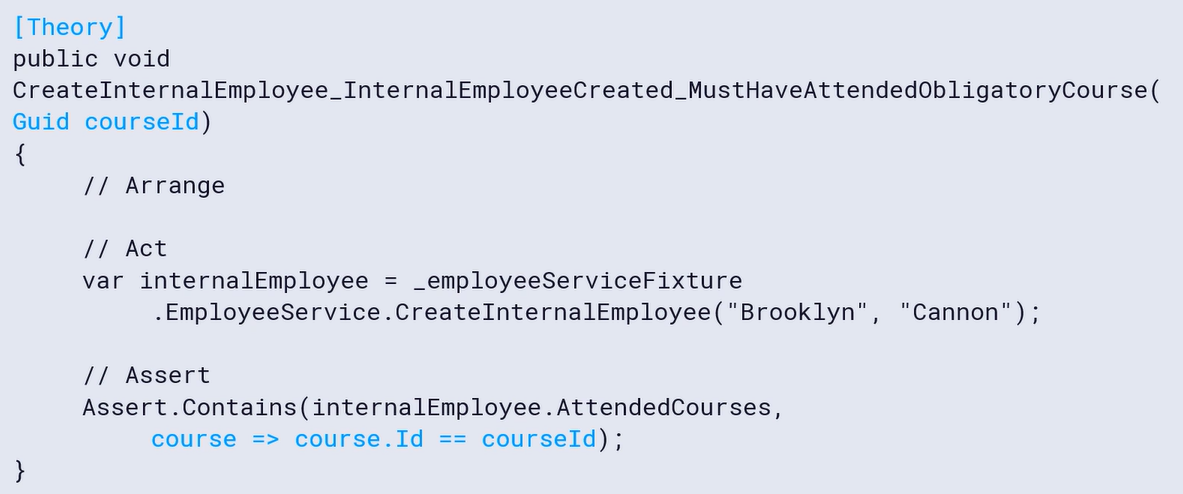 [Theory]
public void
CreateInternalEmployee_InternalEmployeeCreated_MustHaveAttendedObligatoryCourse(
Guid courseId)
{
// Arrange
// Act
var internalEmployee = _employeeServiceFixture
.EmployeeService.CreateInternalEmployee("Brooklyn", "Cannon");
// Assert
Assert.Contains(internalEmployee.AttendedCourses,
course => course.Id == courseId);
}